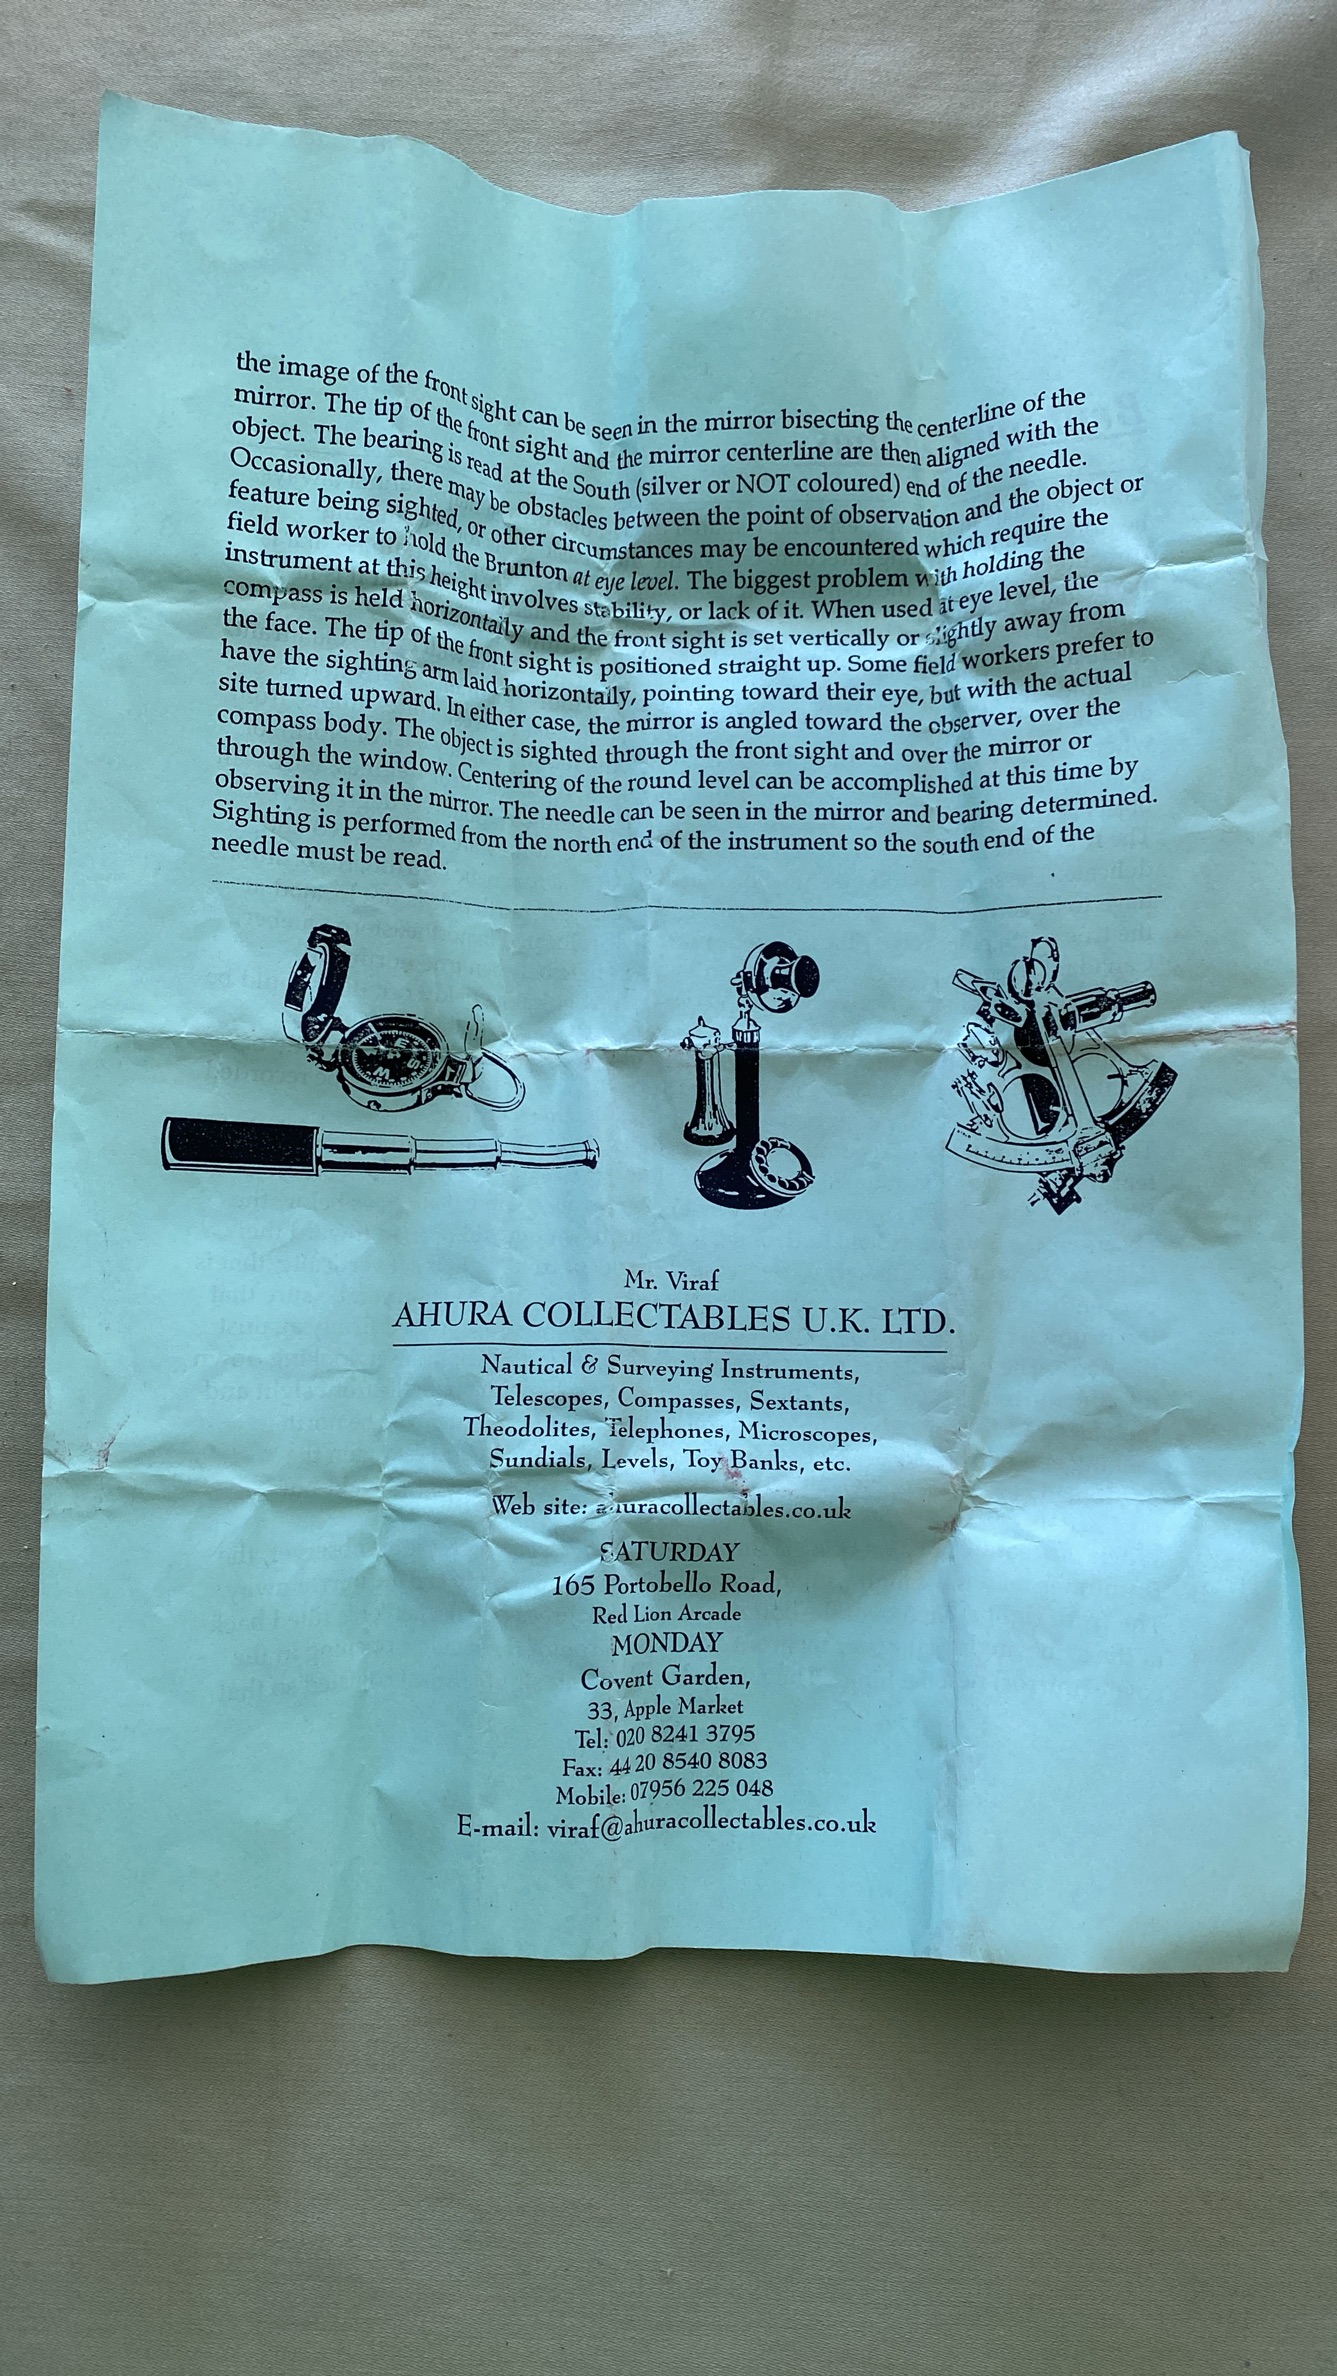 the image of the front sight can be seen in the mirror bisecting the centerline of the
mirror. The tip of the front sight and the mirror centerline are then aligned with the
object. The bearing is read at the South (silver or NOT coloured) end of the needle.
Occasionally, there may be obstacles between the point of observation and the object or
feature being sighted, or other circumstances may be encountered which require the
field worker to hold the Brunton at eye level. The biggest problem with holding the
instrument at this height involves stability, or lack of it. When used at eye level, the
compass is held horizontally and the front sight is set vertically or slightly away from
the face. The tip of the front sight is positioned straight up. Some field workers prefer to
have the sighting arm laid horizontally, pointing toward their eye, but with the actual
site turned upward. In either case, the mirror is angled toward the observer, over the
compass body. The object is sighted through the front sight and over the mirror or
through the window. Centering of the round level can be accomplished at this time by
observing it in the mirror. The needle can be seen in the mirror and bearing determined.
Sighting is performed from the north end of the instrument so the south end of the
needle must be read.
Mr. Viraf
AHURA COLLECTABLES U.K. LTD.
Nautical & Surveying Instruments,
Telescopes, Compasses, Sextants,
Theodolites, Telephones, Microscopes,
Sundials, Levels, Toy Banks, etc.
Web site: ahuracollectables.co.uk
SATURDAY
165 Portobello Road,
Red Lion Arcade
MONDAY
Covent Garden,
33, Apple Market
Tel: 020 8241 3795
Fax: 44 20 8540 8083
Mobile: 07956 225 048
E-mail: viraf@ahuracollectables.co.uk